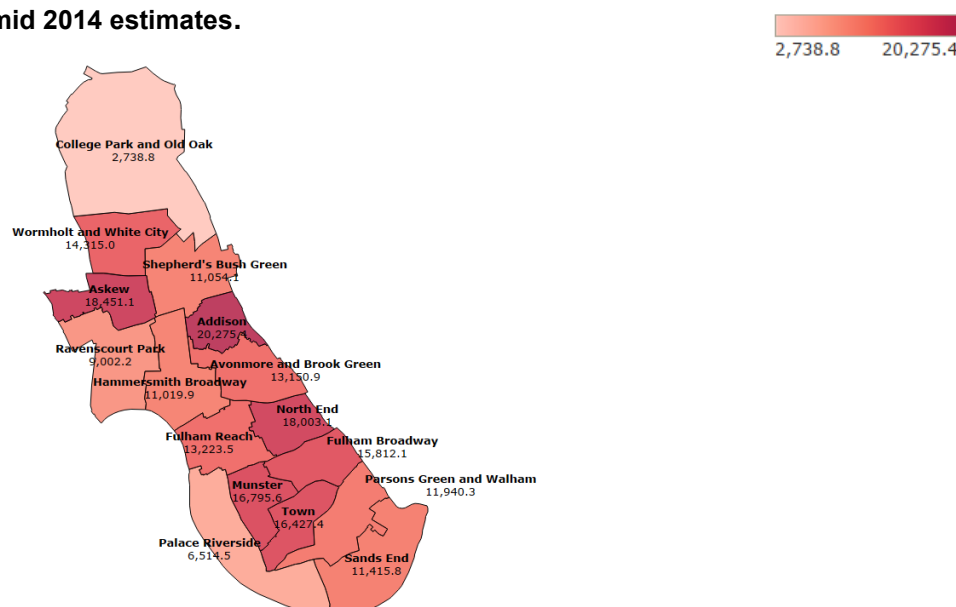 mid 2014 estimates.
2,738.8 20,275.4
College Park and Old Oak
2,738.8
Wormholt and White City
14,315.0
Shepherd's Bush Green
11,054.1
Askew
18,451.1
Addison
20,275.4
Ravenscourt Park
9,002.2
Avonmore and Brook Green
13,150.9
Hammersmith Broadway
11,019.9
North End
18,003.1
Fulham Reach
13,223.5
Fulham Broadway
15,812.1
Parsons Green and Walham
11,940.3
Munster
16,795.6
Town
16,427.4
Palace Riverside
6,514.5
Sands End
11,415.8